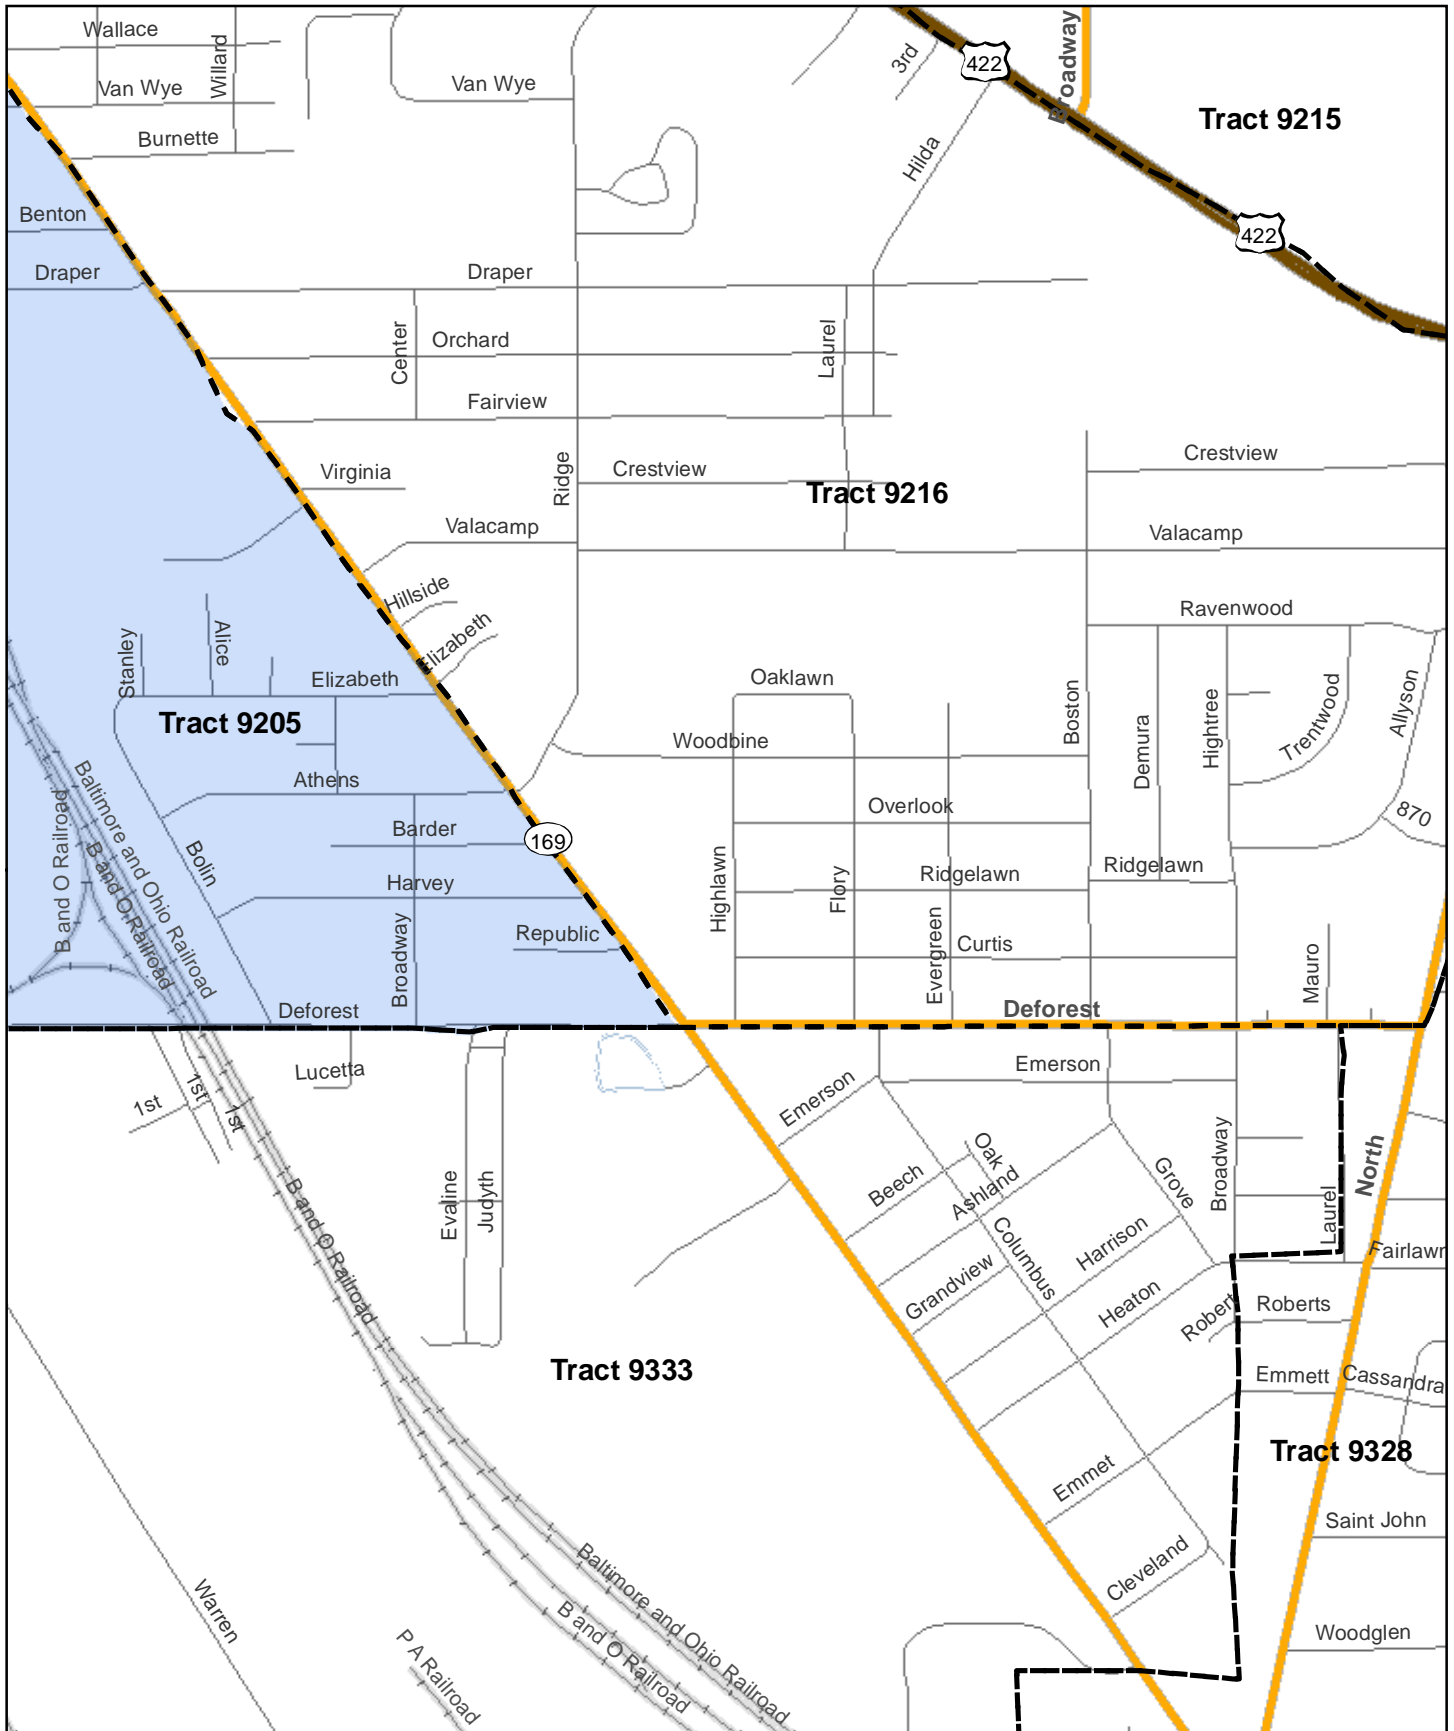 Wallace
Willard
Van Wye
Van Wye
Burnette
3rd
422
Broadway
Tract 9215
Hilda
Benton
422
Draper
Draper
Center
Orchard
Laurel
Fairview
Virginia
Ridge
Crestview
Tract 9216
Crestview
Valacamp
Valacamp
Hillside
Elizabeth
Ravenwood
Stanley
Alice
Elizabeth
Oaklawn
Boston
Demura
Hightree
Trentwood
Allyson
Tract 9205
Woodbine
Athens
Overlook
870
Barder
169
B and O Railroad
Baltimore and Ohio Railroad
B and O Railroad
Bolin
Harvey
Highlawn
Flory
Ridgelawn
Ridgelawn
Broadway
Republic
Evergreen
Curtis
Mauro
Deforest
Deforest
Lucetta
1st
1st
1st
Emerson
Emerson
Evaline
Judyth
Beech
Oak
Ashland
Grove
Broadway
Laurel
North
B and O Railroad
Columbus
Harrison
Fairlawn
Grandview
Heaton
Robert
Roberts
Tract 9333
Emmett
Cassandra
Tract 9328
Emmet
Saint John
Cleveland
Warren
Baltimore and Ohio Railroad
B and O Railroad
P A Railroad
Woodglen